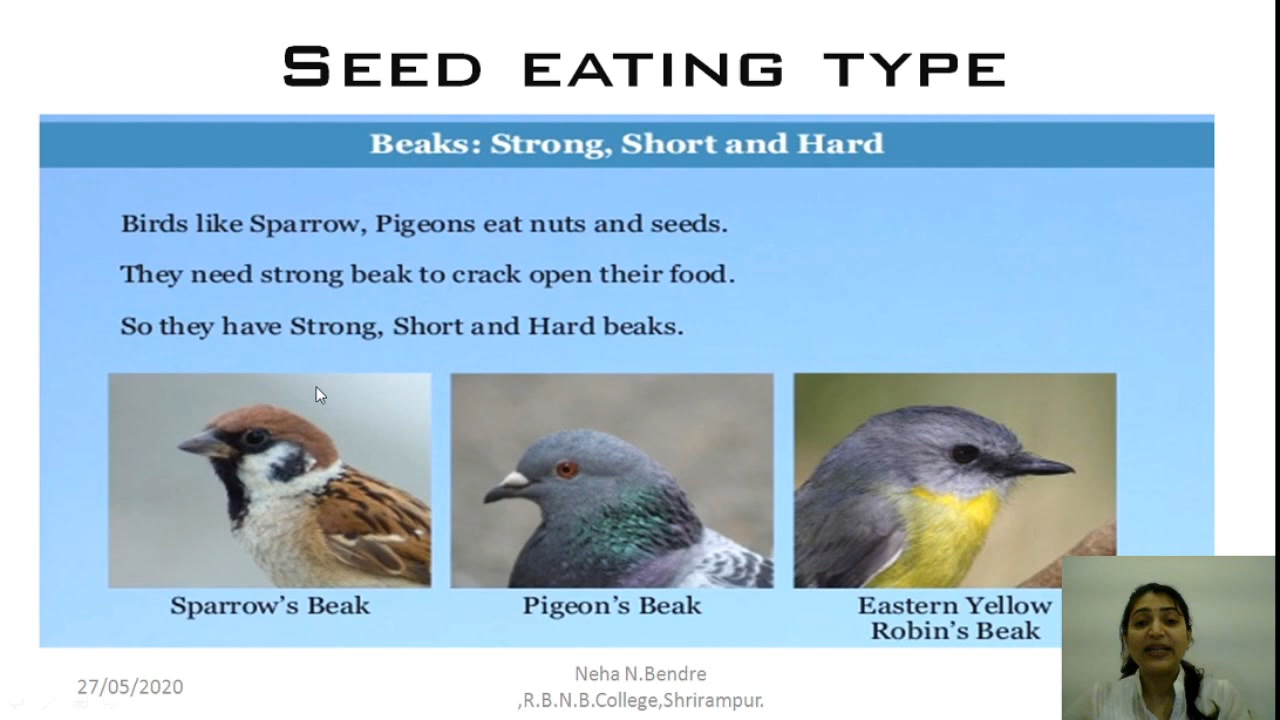 SEED EATING TYPE
Beaks: Strong, Short and Hard
Birds like Sparrow, Pigeons eat nuts and seeds.
They need strong beak to crack open their food.
So they have Strong, Short and Hard beaks.
Sparrow's Beak
Pigeon's Beak
Eastern Yellow
Robin's Beak
27/05/2020
Neha N.Bendre
,R.B.N.B.College,Shrirampur.